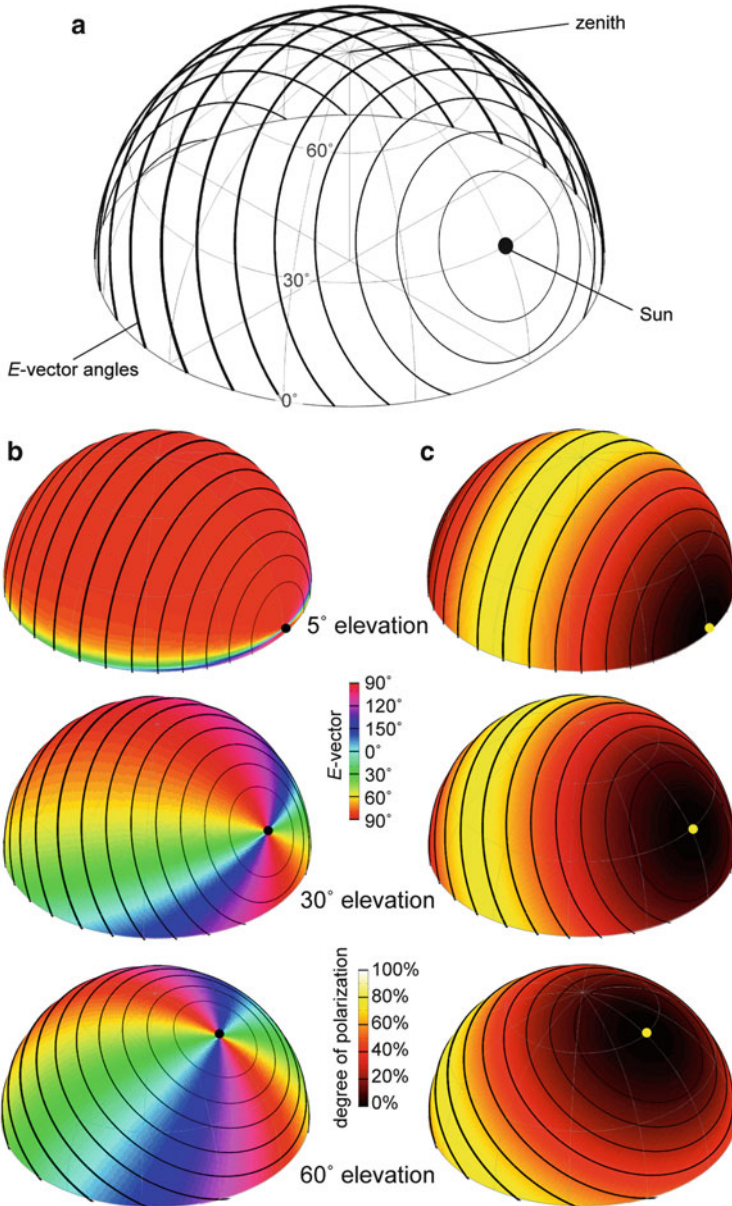 a
zenith
60°
30°
Sun
E-vector angles
0°
b
c
5° elevation
E-vector
90°
120°
150°
0°
30°
60°
90°
30° elevation
degree of polarization
100%
80%
60%
40%
20%
0%
60° elevation